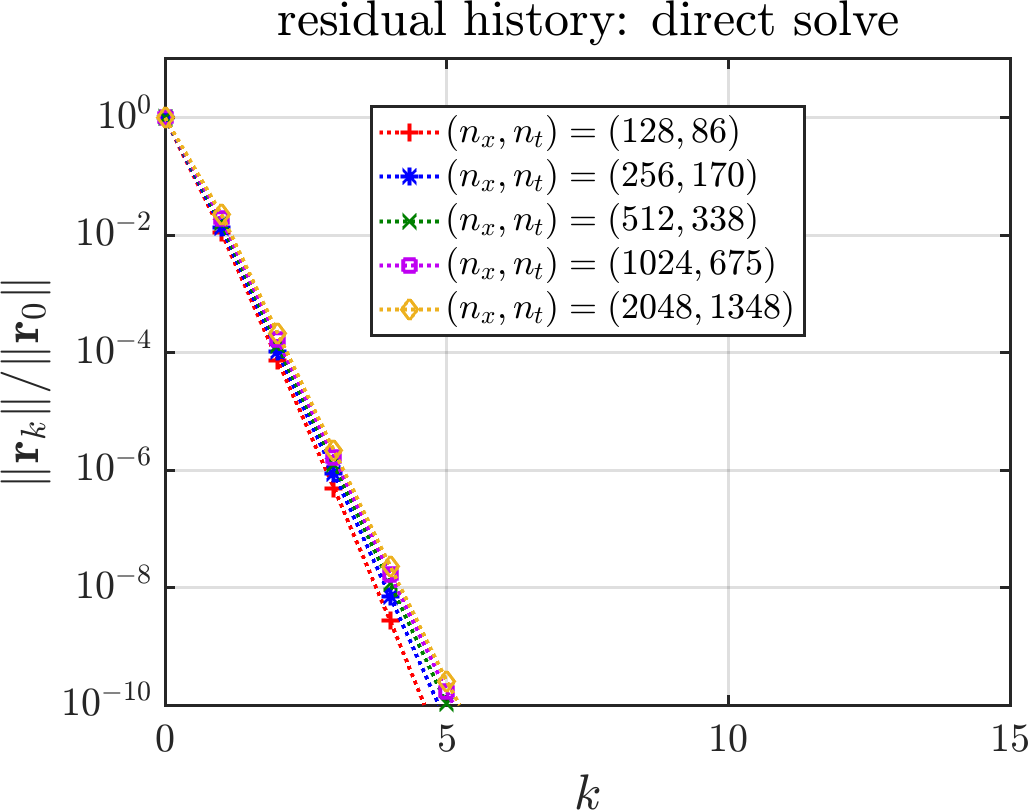 residual history: direct solve
||r_k||/||r_0||
10^0
10^{-2}
10^{-4}
10^{-6}
10^{-8}
10^{-10}
(n_x, n_t) = (128, 86)
(n_x, n_t) = (256, 170)
(n_x, n_t) = (512, 338)
(n_x, n_t) = (1024, 675)
(n_x, n_t) = (2048, 1348)
0 5 10 15
k